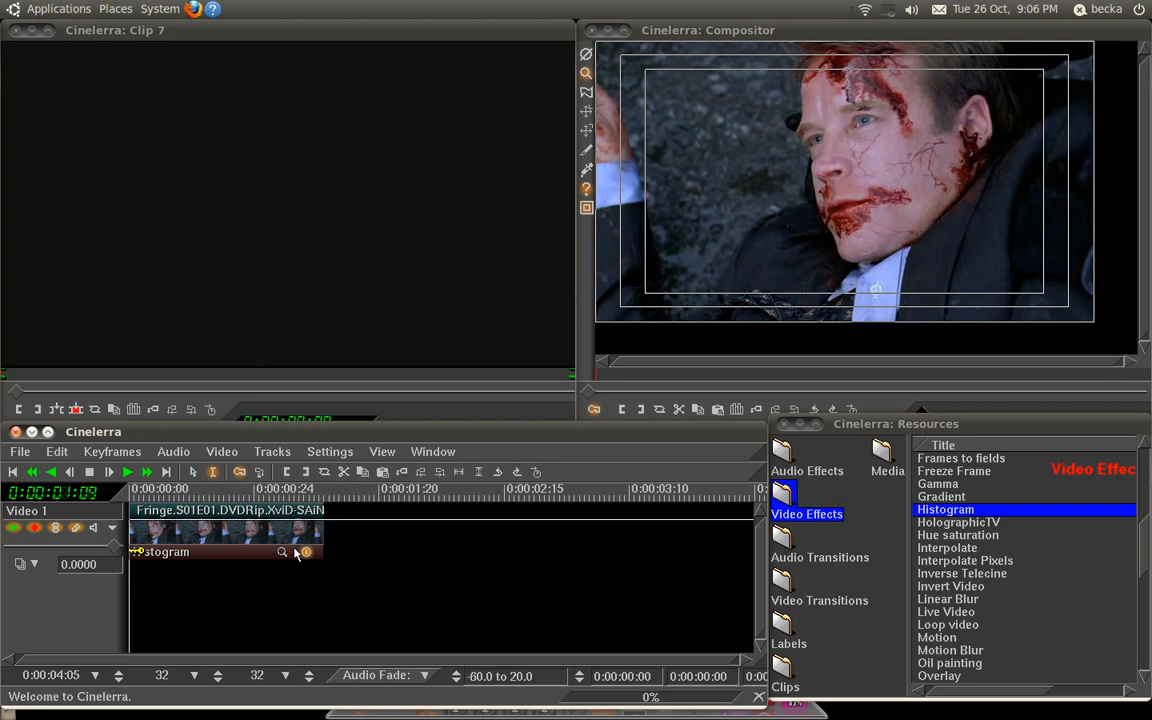 Applications Places System Tue 26 Oct, 9:06 PM becka
Cinelerra: Clip 7
Cinelerra: Compositor
Cinelerra
File Edit Keyframes Audio Video Tracks Settings View Window
0:00:01:09
0:00:00:00 0:00:00:24 0:00:01:20 0:00:02:15 0:00:03:10
Video 1
Fringe.S01E01.DVDRip.XviD-SAiN
stogram
0.0000
0:00:04:05 32 32 Audio Fade: -60.0 to 20.0 0:00:00:00 0:00:00:00
Welcome to Cinelerra.
0%
Cinelerra: Resources
Audio Effects
Media
Video Effects
Audio Transitions
Video Transitions
Labels
Clips
Title
Video Effec
Frames to fields
Freeze Frame
Gamma
Gradient
Histogram
HolographicTV
Hue saturation
Interpolate
Interpolate Pixels
Inverse Telecine
Invert Video
Linear Blur
Live Video
Loop video
Motion
Motion Blur
Oil painting
Overlay
83%